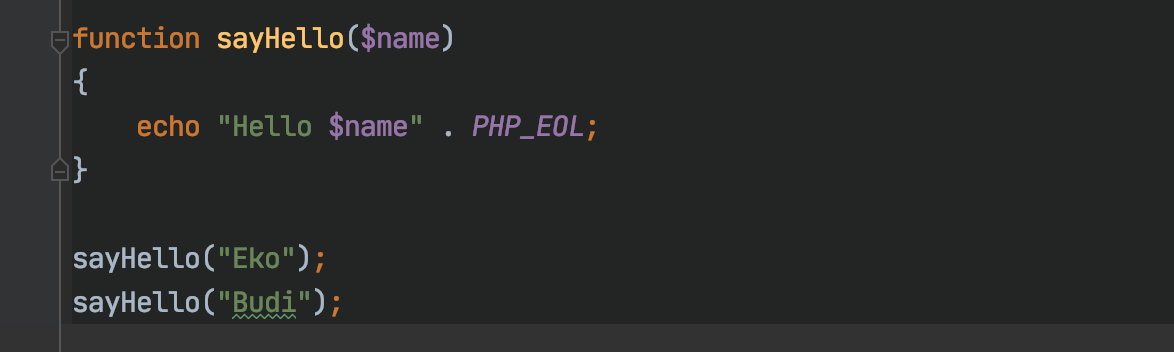 function sayHello($name)
{
    echo "Hello $name" . PHP_EOL;
}
sayHello("Eko");
sayHello("Budi");